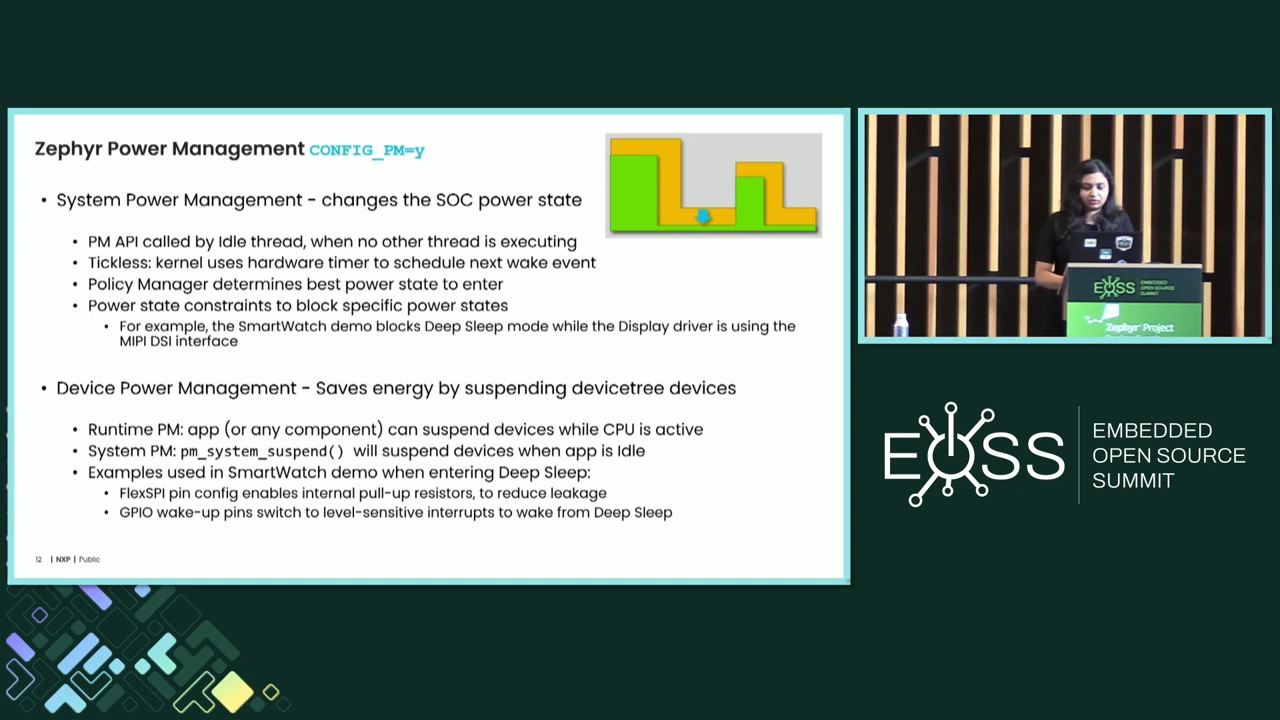 Zephyr Power Management CONFIG_PM=y
• System Power Management - changes the SOC power state
• PM API called by Idle thread, when no other thread is executing
• Tickless: kernel uses hardware timer to schedule next wake event
• Policy Manager determines best power state to enter
• Power state constraints to block specific power states
• For example, the SmartWatch demo blocks Deep Sleep mode while the Display driver is using the
MIPI DSI interface
• Device Power Management - Saves energy by suspending devicetree devices
• Runtime PM: app (or any component) can suspend devices while CPU is active
• System PM: pm_system_suspend() will suspend devices when app is Idle
• Examples used in SmartWatch demo when entering Deep Sleep:
• FlexSPI pin config enables internal pull-up resistors, to reduce leakage
• GPIO wake-up pins switch to level-sensitive interrupts to wake from Deep Sleep
12 | NXP | Public
EOSS EMBEDDED
OPEN SOURCE
SUMMIT
Zephyr Project
EOSS
EMBEDDED
OPEN SOURCE
SUMMIT